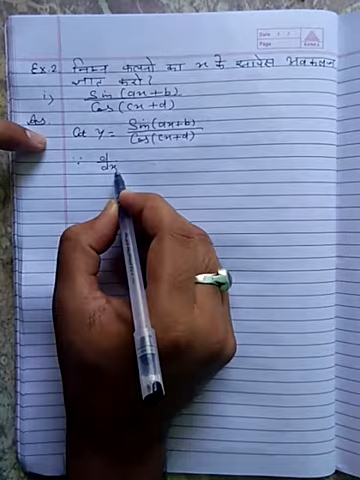 Date / /
Page
Ex.2 निम्न फलनो का x के सापेक्ष अवकलन
ज्ञात करो?
i) Sin(ax+b) / Cos(cx+d)
Ans
Let y = Sin(ax+b) / Cos(cx+d)
∵ d/dx